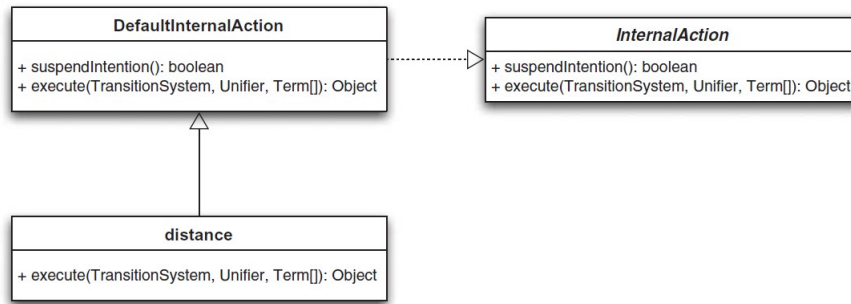 DefaultInternalAction
+ suspendIntention(): boolean
+ execute(TransitionSystem, Unifier, Term[]): Object
InternalAction
+ suspendIntention(): boolean
+ execute(TransitionSystem, Unifier, Term[]): Object
distance
+ execute(TransitionSystem, Unifier, Term[]): Object